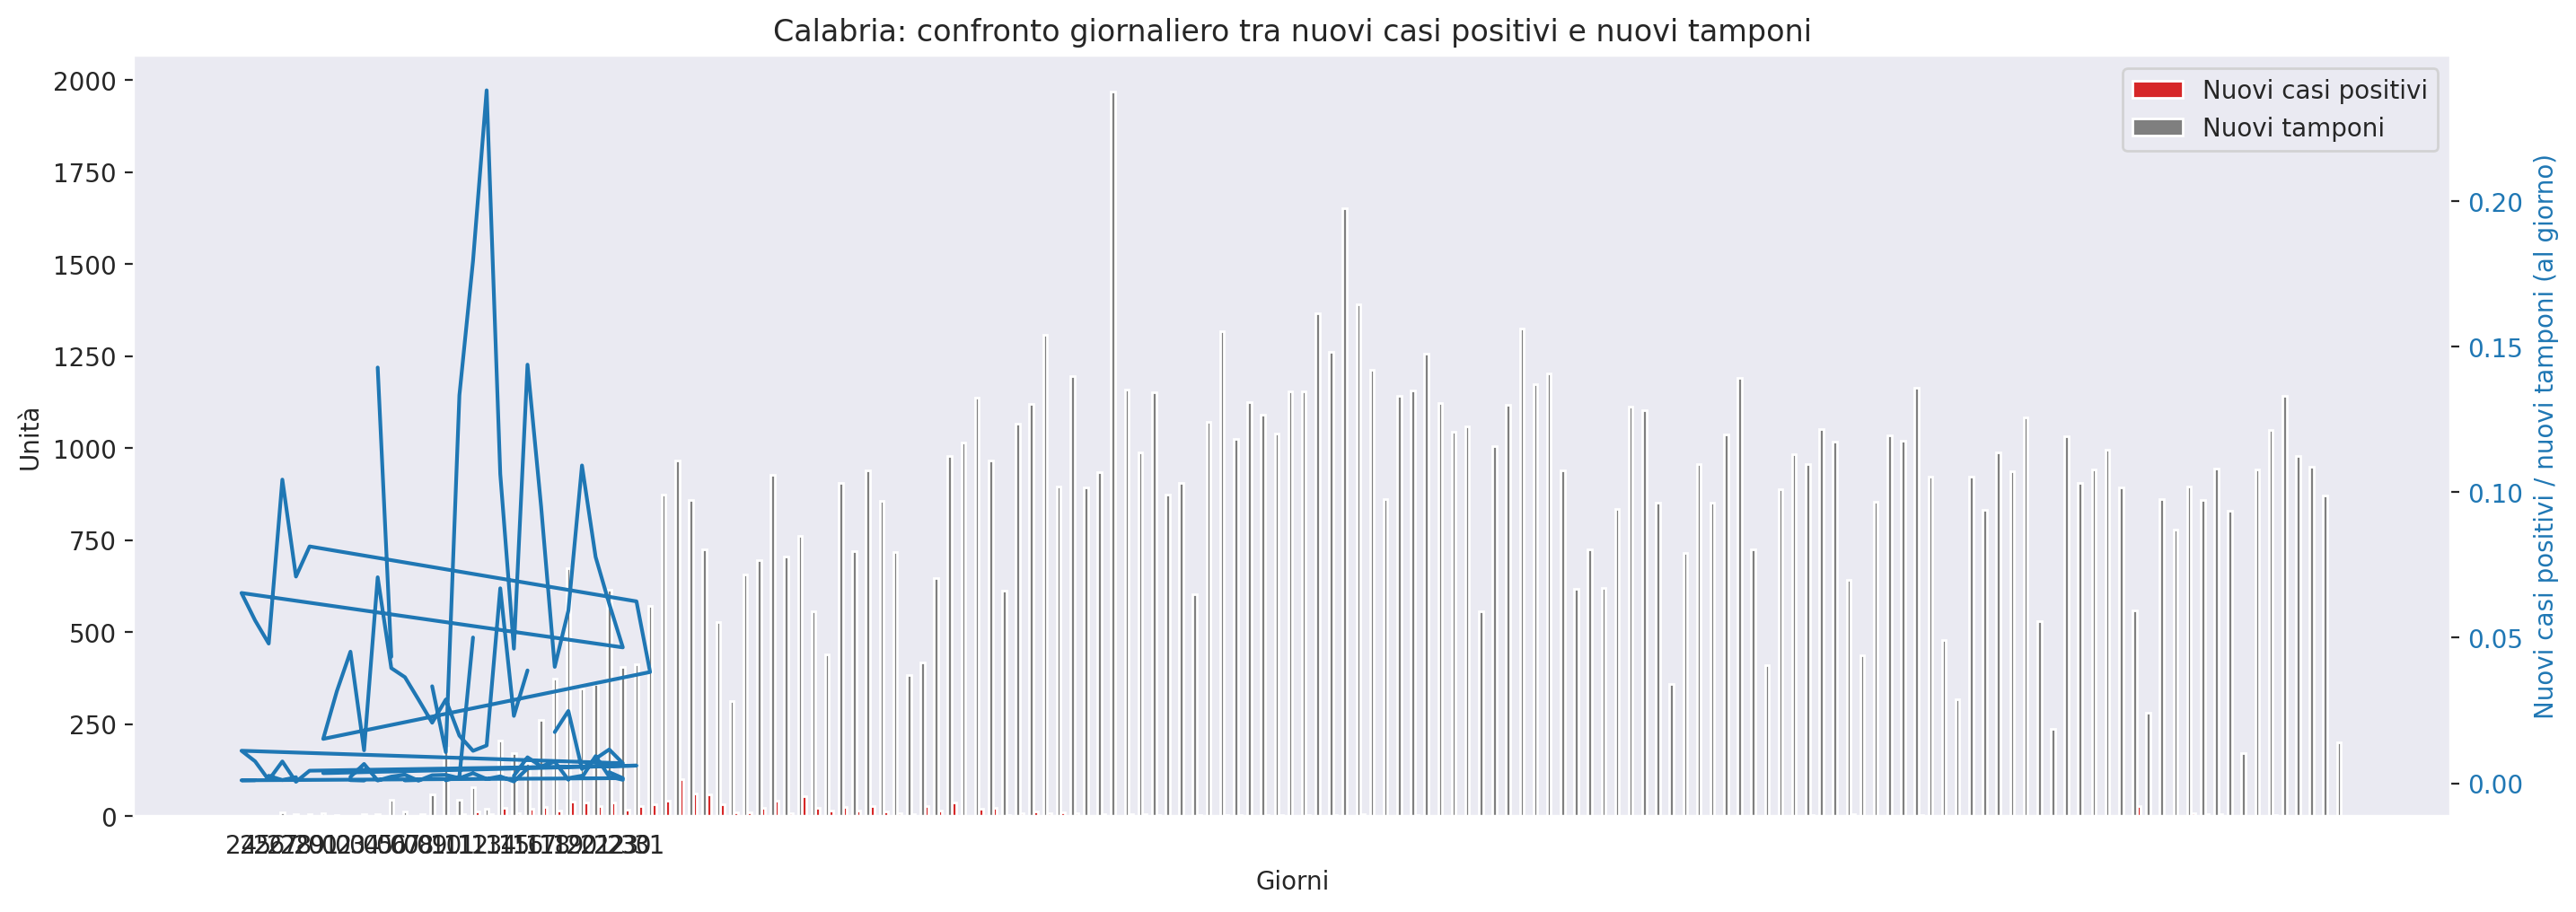 Calabria: confronto giornaliero tra nuovi casi positivi e nuovi tamponi
Nuovi casi positivi
Nuovi tamponi
2000
1750
1500
1250
1000
750
500
250
0
Unità
0.20
0.15
0.10
0.05
0.00
Nuovi casi positivi / nuovi tamponi (al giorno)
Giorni